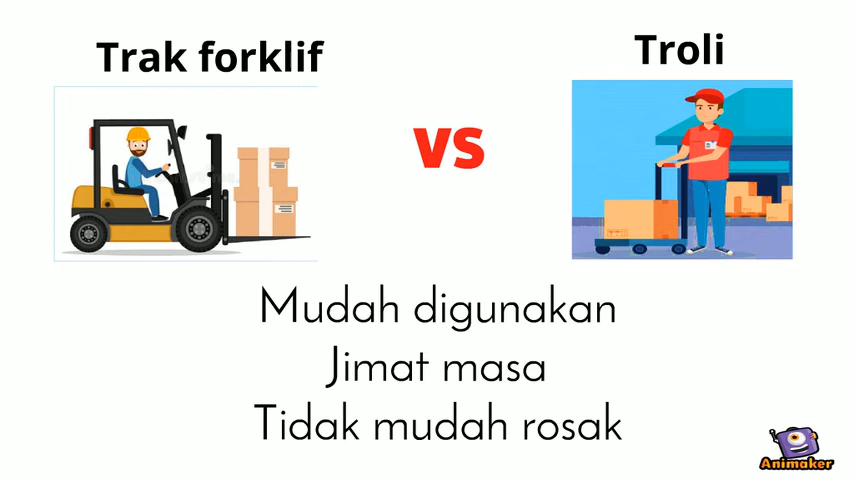 Trak forklif
Troli
VS
Mudah digunakan
Jimat masa
Tidak mudah rosak
Animaker